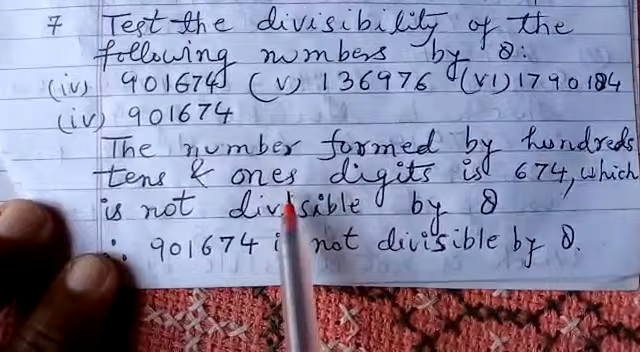 7 Test the divisibility of the
following numbers by 8:
(iv) 901674 (v) 136976 (vi) 1790184
(iv) 901674
The number formed by hundreds
tens & ones digits is 674, which
is not divisible by 8
∴ 901674 is not divisible by 8.